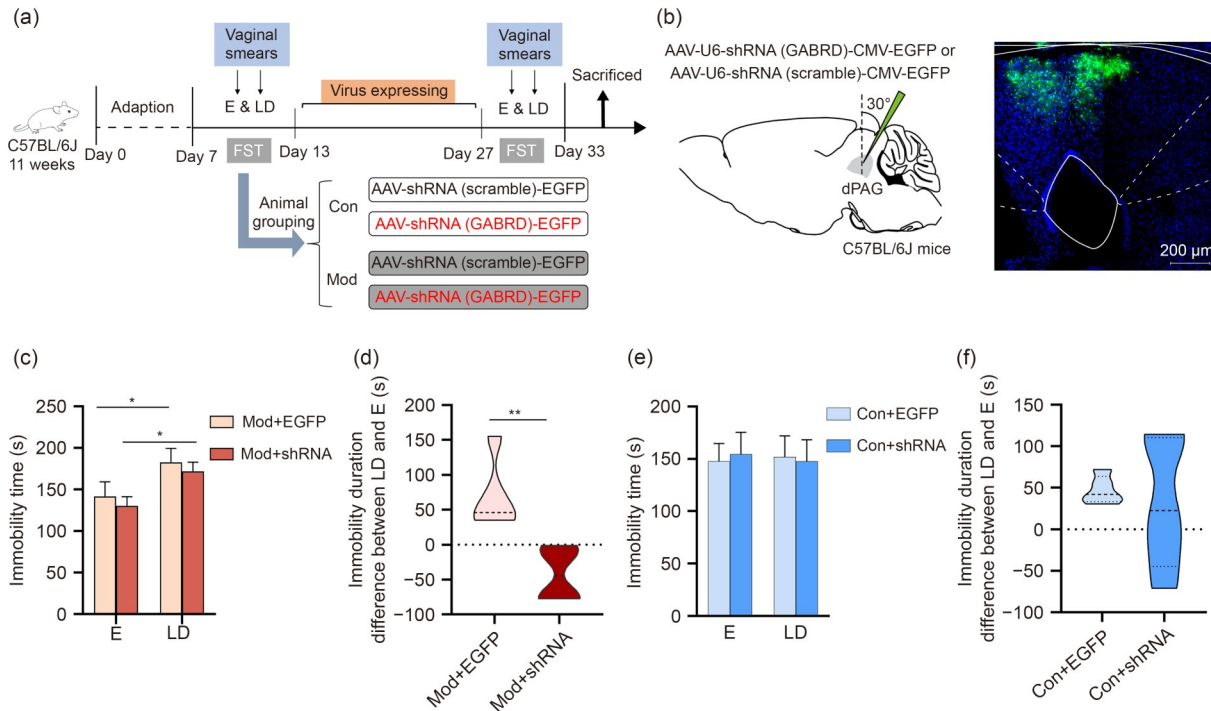 (a)
Vaginal
smears
Vaginal
smears
Sacrificed
Adaption
E & LD
Virus expressing
E & LD
C57BL/6J
11 weeks
Day 0
Day 7
FST
Day 13
Day 27
FST
Day 33
Animal
grouping
Con
AAV-shRNA (scramble)-EGFP
AAV-shRNA (GABRD)-EGFP
Mod
AAV-shRNA (scramble)-EGFP
AAV-shRNA (GABRD)-EGFP
(b)
AAV-U6-shRNA (GABRD)-CMV-EGFP or
AAV-U6-shRNA (scramble)-CMV-EGFP
30°
dPAG
C57BL/6J mice
200 μm
(c)
Immobility time (s)
250
200
150
100
50
0
*
*
Mod+EGFP
Mod+shRNA
E
LD
(d)
Immobility duration
difference between LD and E (s)
200
150
100
50
0
−50
−100
**
Mod+EGFP
Mod+shRNA
(e)
Immobility time (s)
200
150
100
50
0
Con+EGFP
Con+shRNA
E
LD
(f)
Immobility duration
difference between LD and E (s)
150
100
50
0
−50
−100
Con+EGFP
Con+shRNA